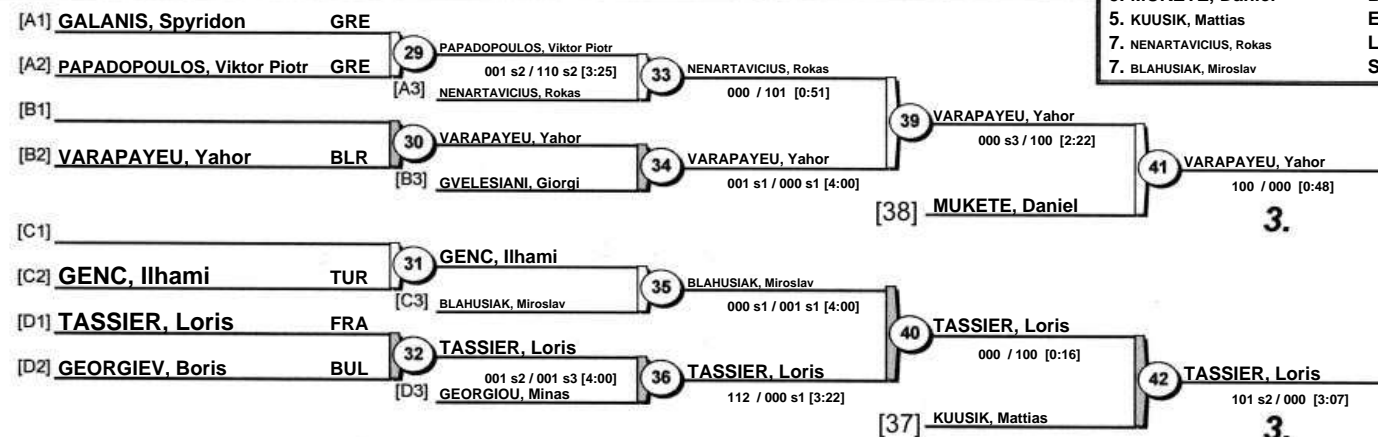 [A1] GALANIS, Spyridon GRE
[A2] PAPADOPOULOS, Viktor Piotr GRE
29
PAPADOPOULOS, Viktor Piotr
001 s2 / 110 s2 [3:25]
[A3] NENARTAVICIUS, Rokas
33
NENARTAVICIUS, Rokas
000 / 101 [0:51]
[B1]
[B2] VARAPAYEU, Yahor BLR
30
VARAPAYEU, Yahor
[B3] GVELESIANI, Giorgi
34
VARAPAYEU, Yahor
001 s1 / 000 s1 [4:00]
39
VARAPAYEU, Yahor
000 s3 / 100 [2:22]
[38] MUKETE, Daniel
41
VARAPAYEU, Yahor
100 / 000 [0:48]
3.
[C1]
[C2] GENC, Ilhami TUR
31
GENC, Ilhami
[C3] BLAHUSIAK, Miroslav
35
BLAHUSIAK, Miroslav
000 s1 / 001 s1 [4:00]
[D1] TASSIER, Loris FRA
[D2] GEORGIEV, Boris BUL
32
TASSIER, Loris
001 s2 / 001 s3 [4:00]
[D3] GEORGIOU, Minas
36
TASSIER, Loris
112 / 000 s1 [3:22]
40
TASSIER, Loris
000 / 100 [0:16]
[37] KUUSIK, Mattias
42
TASSIER, Loris
101 s2 / 000 [3:07]
3.
5. KUUSIK, Mattias E
7. NENARTAVICIUS, Rokas L
7. BLAHUSIAK, Miroslav S